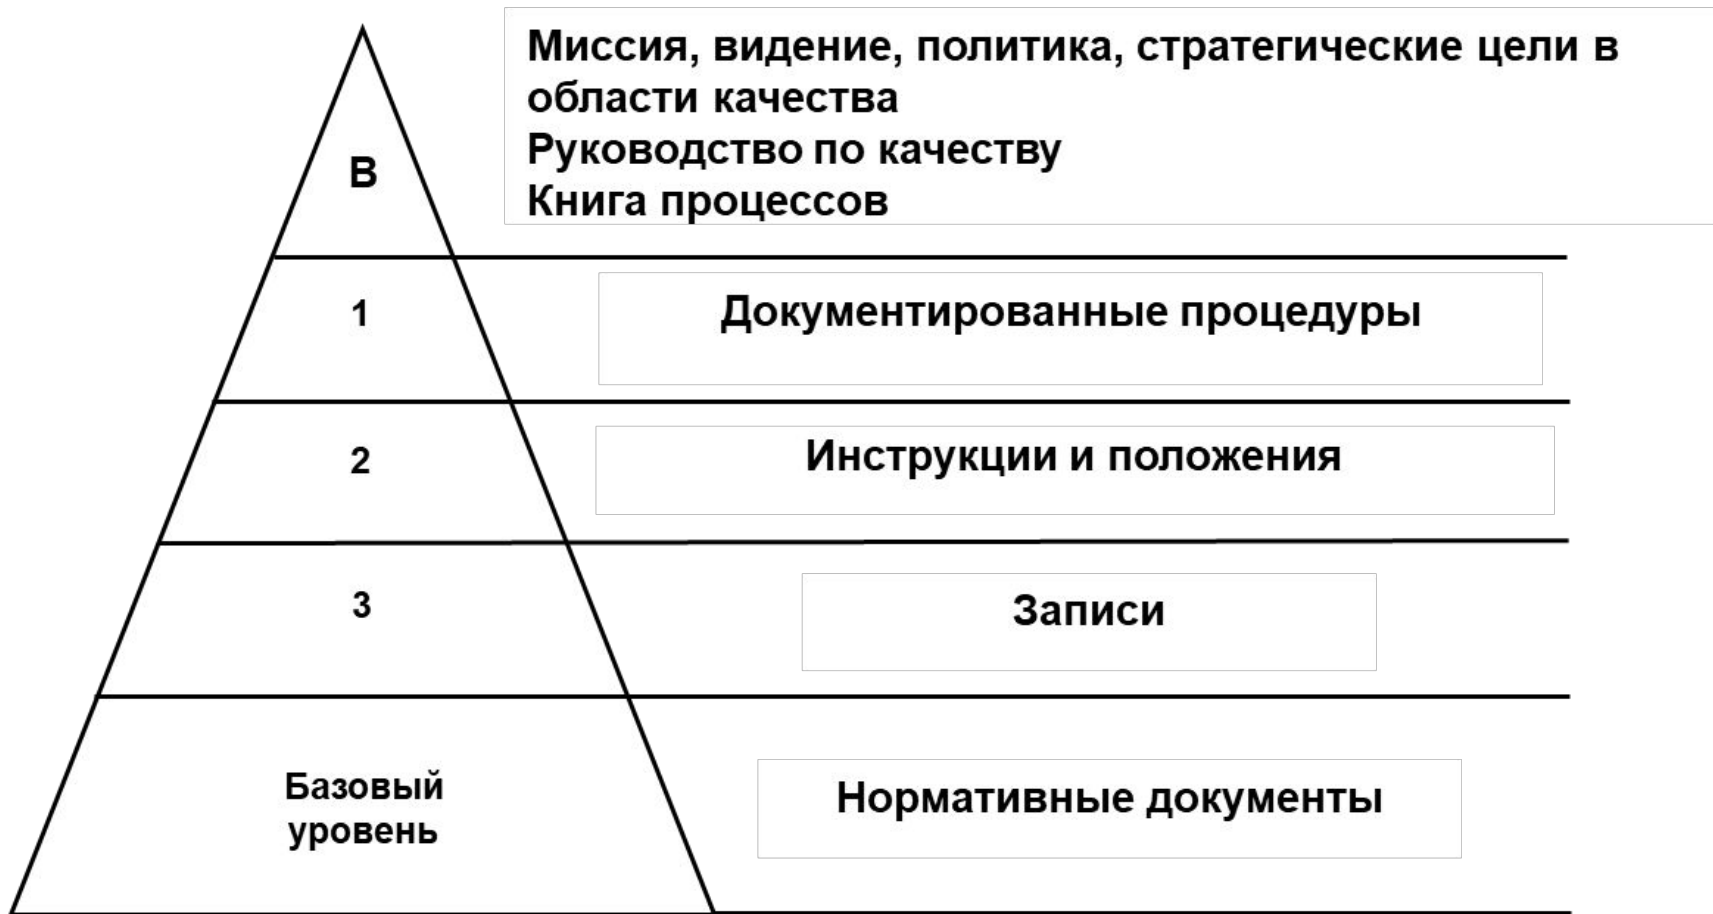 Миссия, видение, политика, стратегические цели в
области качества
Руководство по качеству
Книга процессов
В
1
Документированные процедуры
2
Инструкции и положения
3
Записи
Базовый
уровень
Нормативные документы